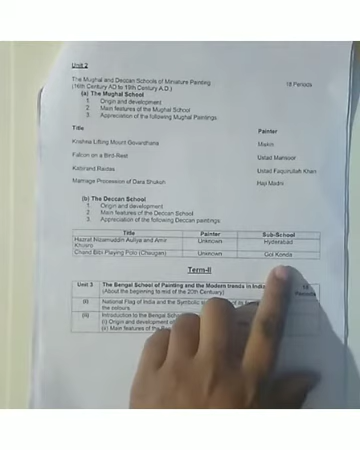 Unit 2
The Mughal and Deccan Schools of Miniature Painting
(16th Century AD to 19th Century A.D.) 18 Periods
(a) The Mughal School
1. Origin and development
2. Main features of the Mughal School
3. Appreciation of the following Mughal Paintings
Title Painter
Krishna Lifting Mount Govardhana Miskin
Falcon on a Bird-Rest Ustad Mansoor
Kabir and Raidas Ustad Faquirullah Khan
Marriage Procession of Dara Shukoh Haji Madni
(b) The Deccan School
1. Origin and development
2. Main features of the Deccan School
3. Appreciation of the following Deccan paintings
Title Painter Sub-School
Hazrat Nizamuddin Auliya and Amir Unknown Hyderabad
Khusro
Chand Bibi Playing Polo (Chaugan) Unknown Gol Konda
Term-II
Unit 3 The Bengal School of Painting and the Modern trends in
(About the beginning to mid of the 20th Century) Periods
(i) National Flag of India and the Symbolic
the colours.
(ii) Introduction to the Bengal
(i) Origin and development of
(ii) Main features of the